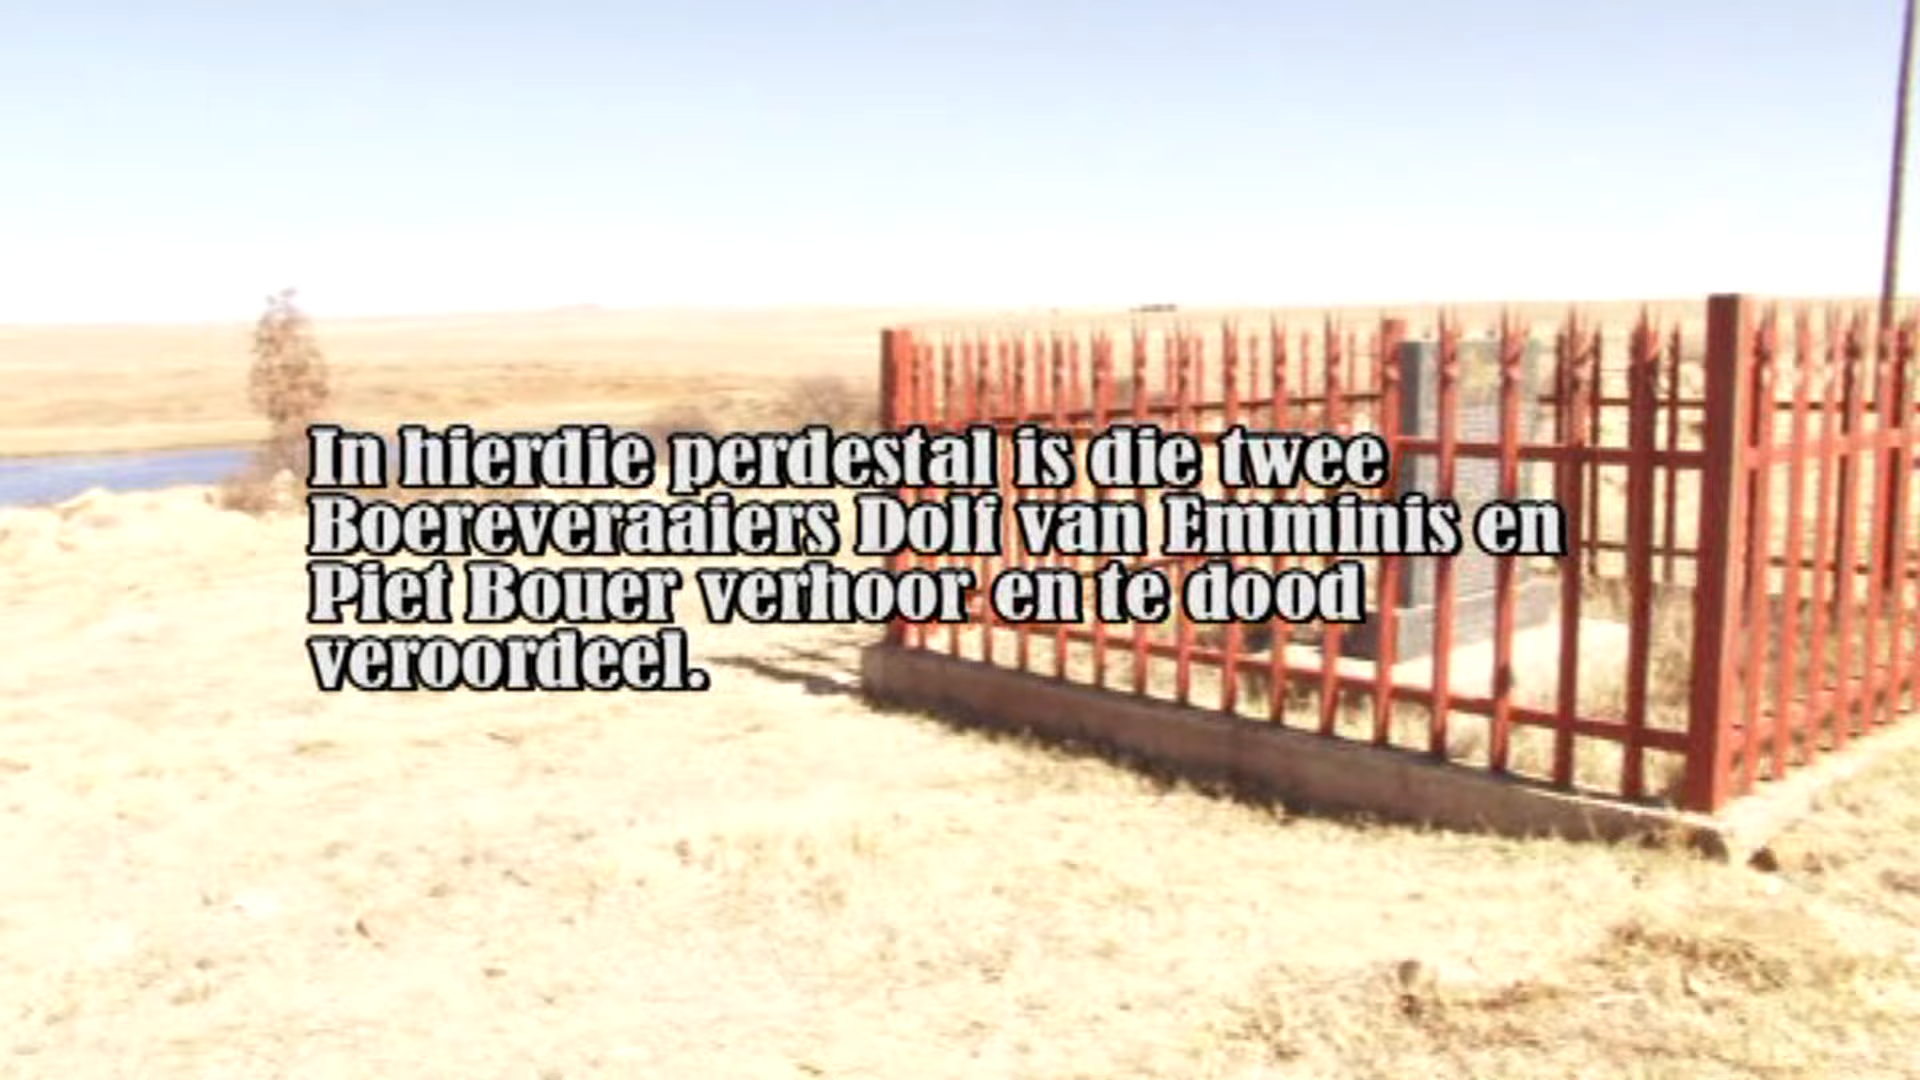 In hierdie perdestal is die twee
Boereveraaiers Dolf van Emminis en
Piet Bouer verhoor en te dood
veroordeel.